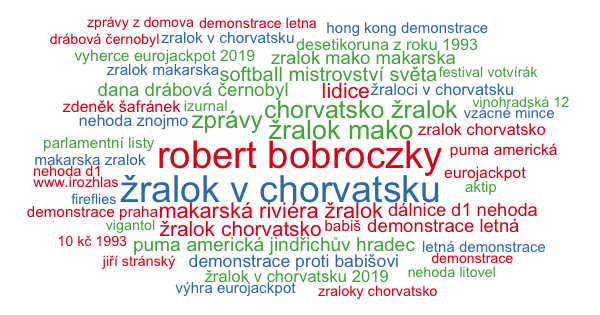 zprávy z domova demonstrace letna hong kong demonstrace
drábová černobyl žralok v chorvatsku desetikoruna z roku 1993
vyherce eurojackpot 2019 žralok mako makarska
žralok makarska softball mistrovství světa festival votvírák
dana drábová černobyl lidice žraloci v chorvatsku
zdeněk šafránek izurnal chorvatsko žralok vinohradská 12
nehoda znojmo zprávy žralok mako vzácné mince
žralok chorvatsko
parlamentní listy robert bobroczky puma americká
makarska zralok
nehoda d1 eurojackpot
www.irozhlas žralok v chorvatsku aktip
fireflies
demonstrace praha makarská riviéra žralok dálnice d1 nehoda
vigantol žralok chorvatsko babiš demonstrace letná
10 kč 1993 puma americká jindřichův hradec letná demonstrace
jiří stránský demonstrace proti babišovi demonstrace
žralok v chorvatsku 2019 nehoda litovel
výhra eurojackpot zraloky chorvatsko